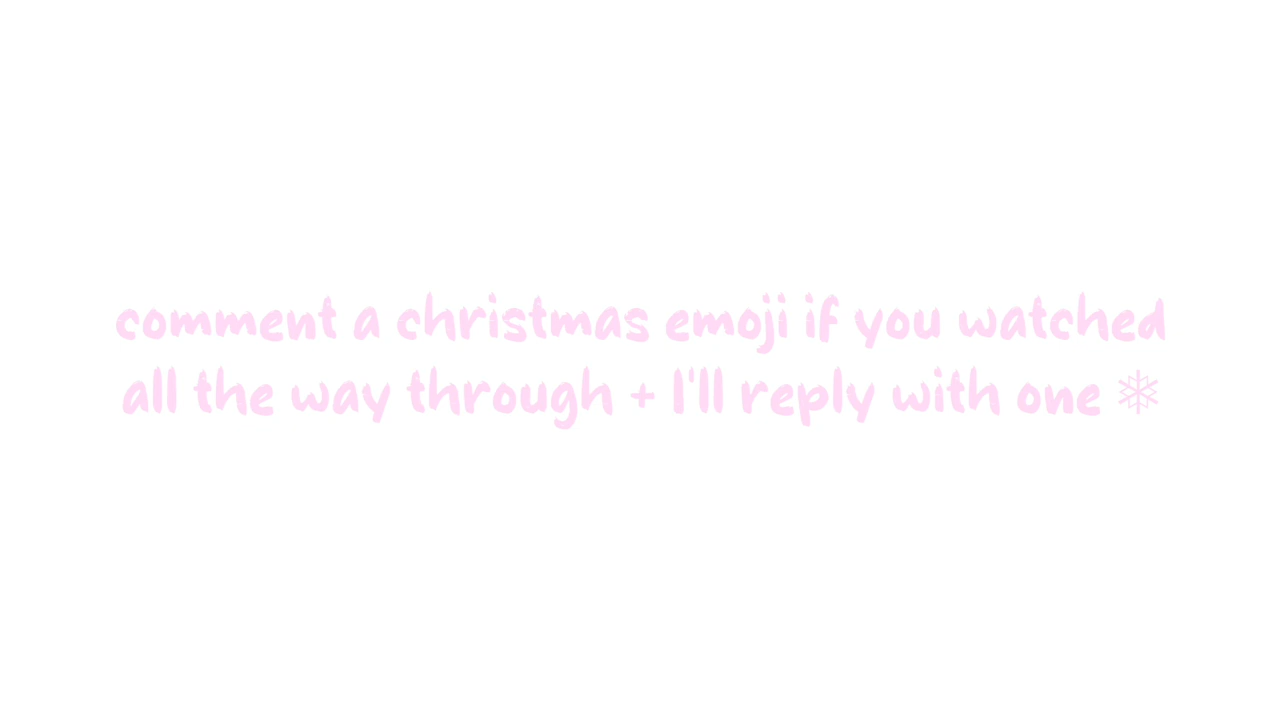 comment a christmas emoji if you watched
all the way through + I'll reply with one ❄